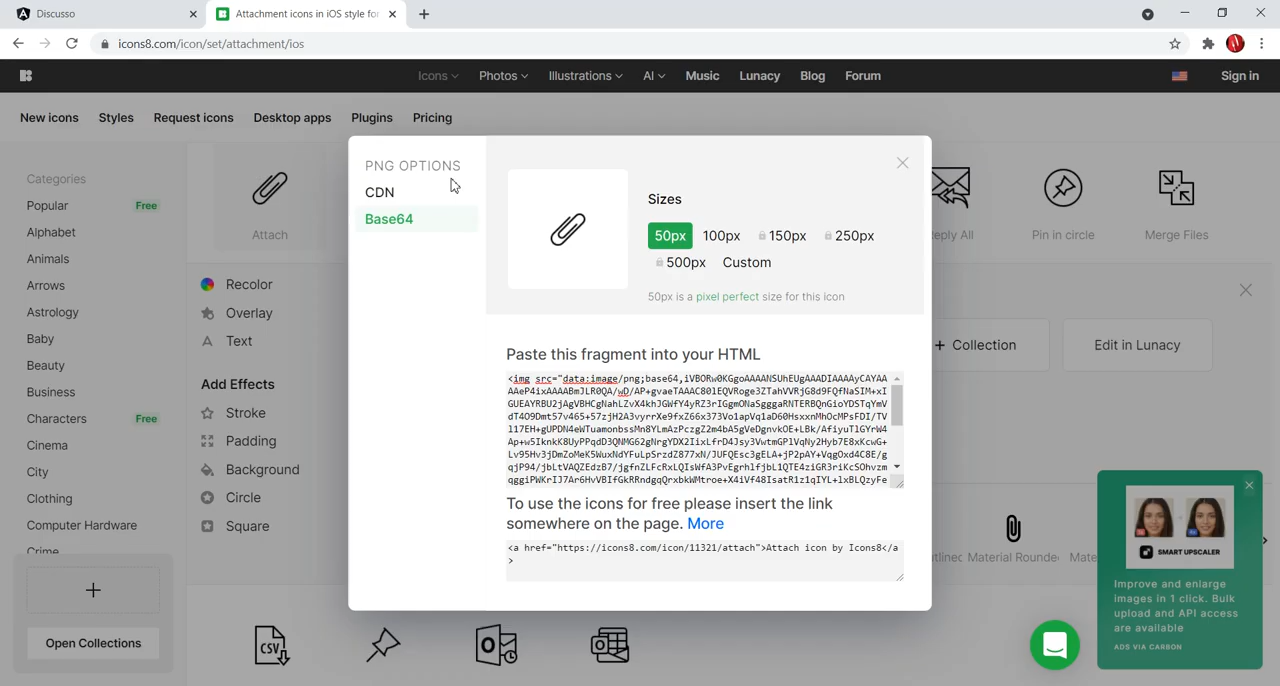 Discusso
Attachment icons in iOS style for
icons8.com/icon/set/attachment/ios
Icons
Photos
Illustrations
AI
Music
Lunacy
Blog
Forum
Sign in
New icons
Styles
Request icons
Desktop apps
Plugins
Pricing
Categories
Popular
Free
Alphabet
Animals
Arrows
Astrology
Baby
Beauty
Business
Characters
Free
Cinema
City
Clothing
Computer Hardware
Crime
Open Collections
Attach
Recolor
Overlay
Text
Add Effects
Stroke
Padding
Background
Circle
Square
CSV
PNG OPTIONS
CDN
Base64
Sizes
50px
100px
150px
250px
500px
Custom
50px is a pixel perfect size for this icon
Paste this fragment into your HTML
<img src="data:image/png;base64,iVBORw0KGgoAAAANSUhEUgAAADIAAAAyCAYAA
To use the icons for free please insert the link
somewhere on the page. More
<a href="https://icons8.com/icon/11321/attach">Attach icon by Icons8</a
>
eply All
Pin in circle
Merge Files
+ Collection
Edit in Lunacy
utlined
Material Rounde
Mate
SMART UPSCALER
Improve and enlarge
images in 1 click. Bulk
upload and API access
are available
ADS VIA CARBON